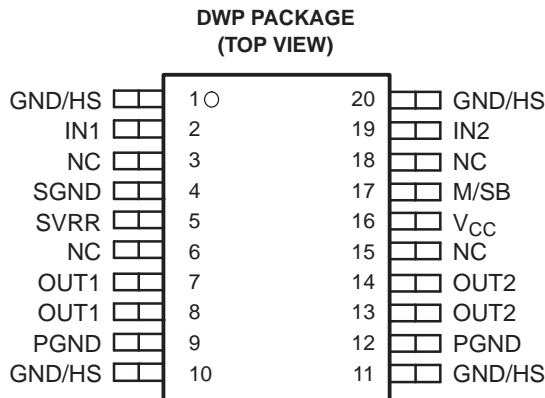 DWP PACKAGE
(TOP VIEW)
GND/HS 1 20 GND/HS
IN1 2 19 IN2
NC 3 18 NC
SGND 4 17 M/SB
SVRR 5 16 VCC
NC 6 15 NC
OUT1 7 14 OUT2
OUT1 8 13 OUT2
PGND 9 12 PGND
GND/HS 10 11 GND/HS